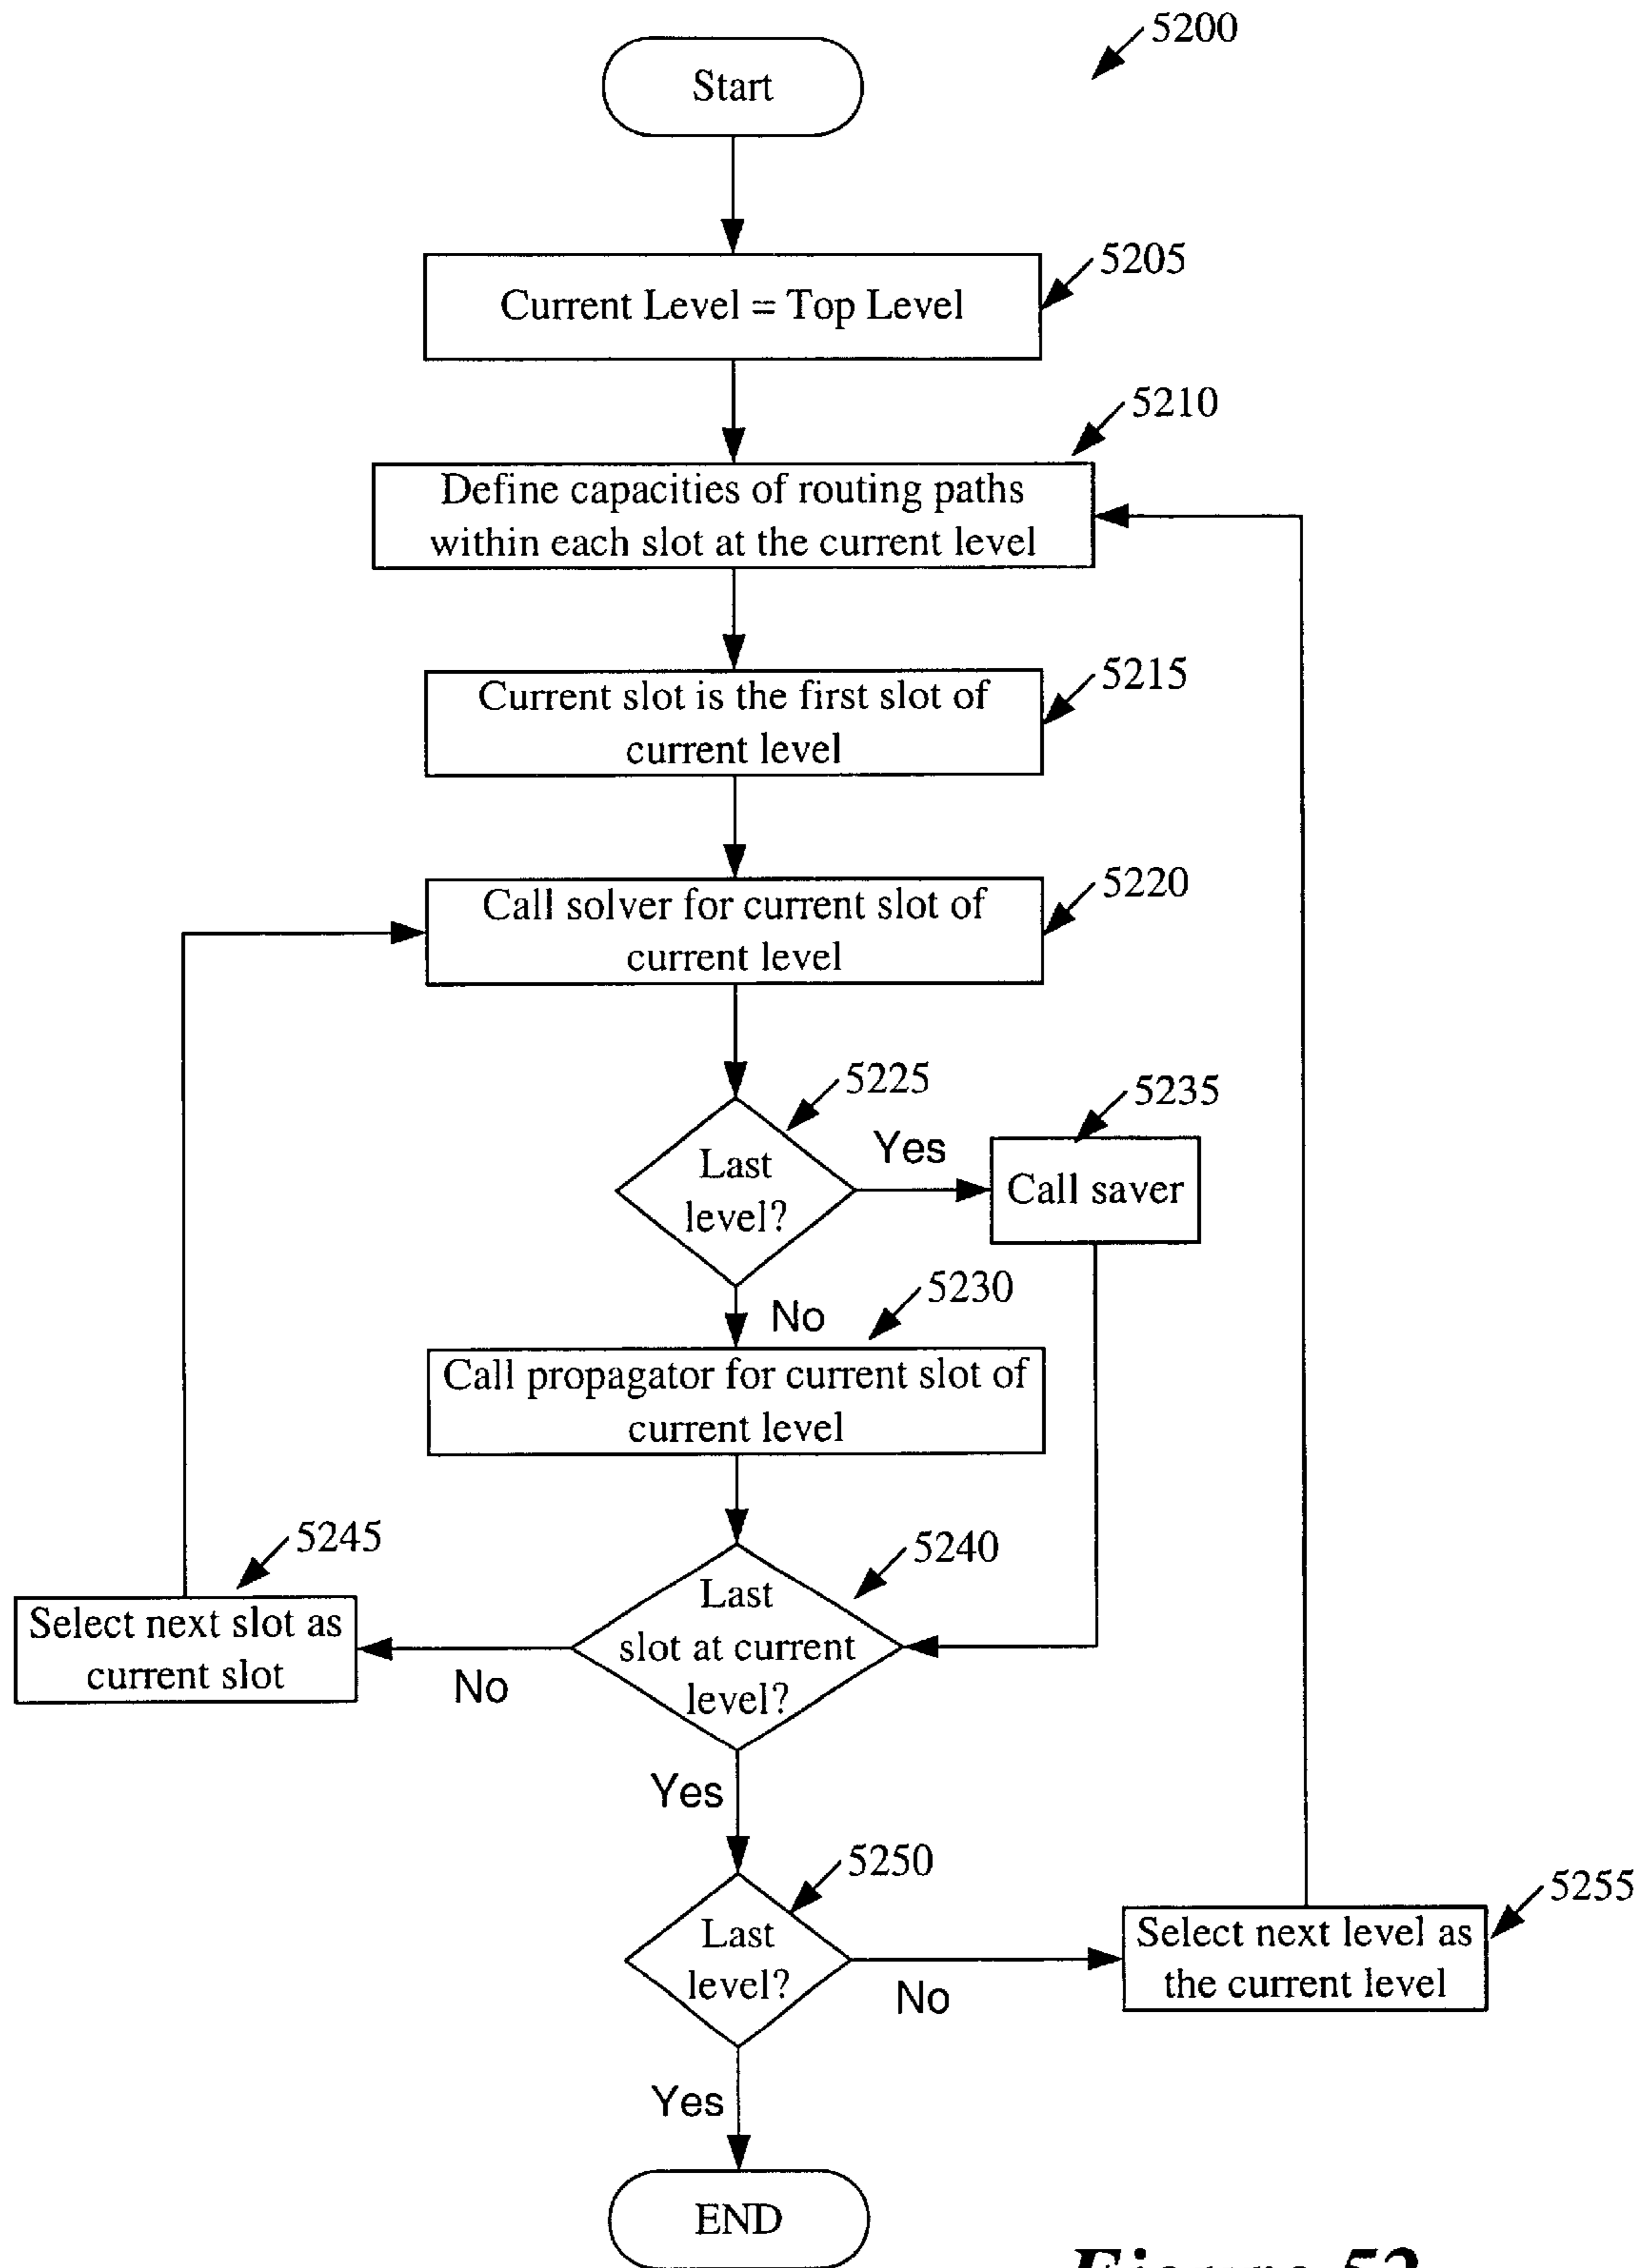 5200
Start
5205
Current Level = Top Level
5210
Define capacities of routing paths
within each slot at the current level
5215
Current slot is the first slot of
current level
5220
Call solver for current slot of
current level
5225
5235
Last
level?
Yes
Call saver
5230
No
Call propagator for current slot of
current level
5245
5240
Last
slot at current
level?
Select next slot as
current slot
No
Yes
5250
5255
Last
level?
Select next level as
the current level
No
Yes
END
Figure 52